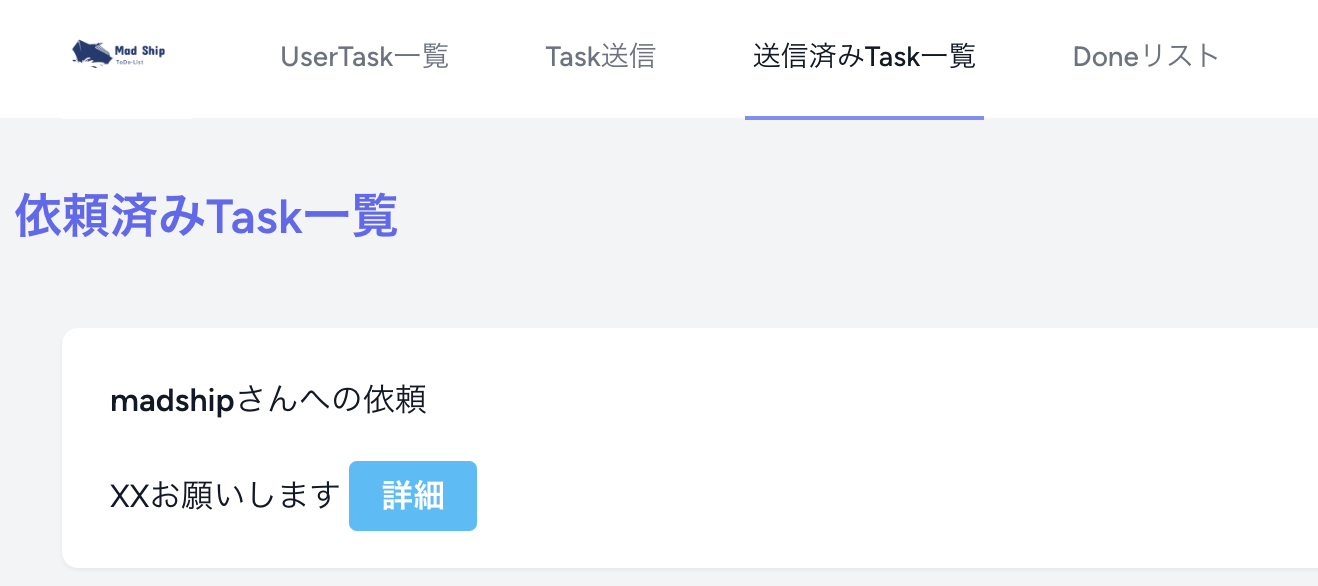 Mad Ship
ToDo-List
UserTask一覧
Task送信
送信済みTask一覧
Doneリスト
依頼済みTask一覧
madshipさんへの依頼
XXお願いします 詳細